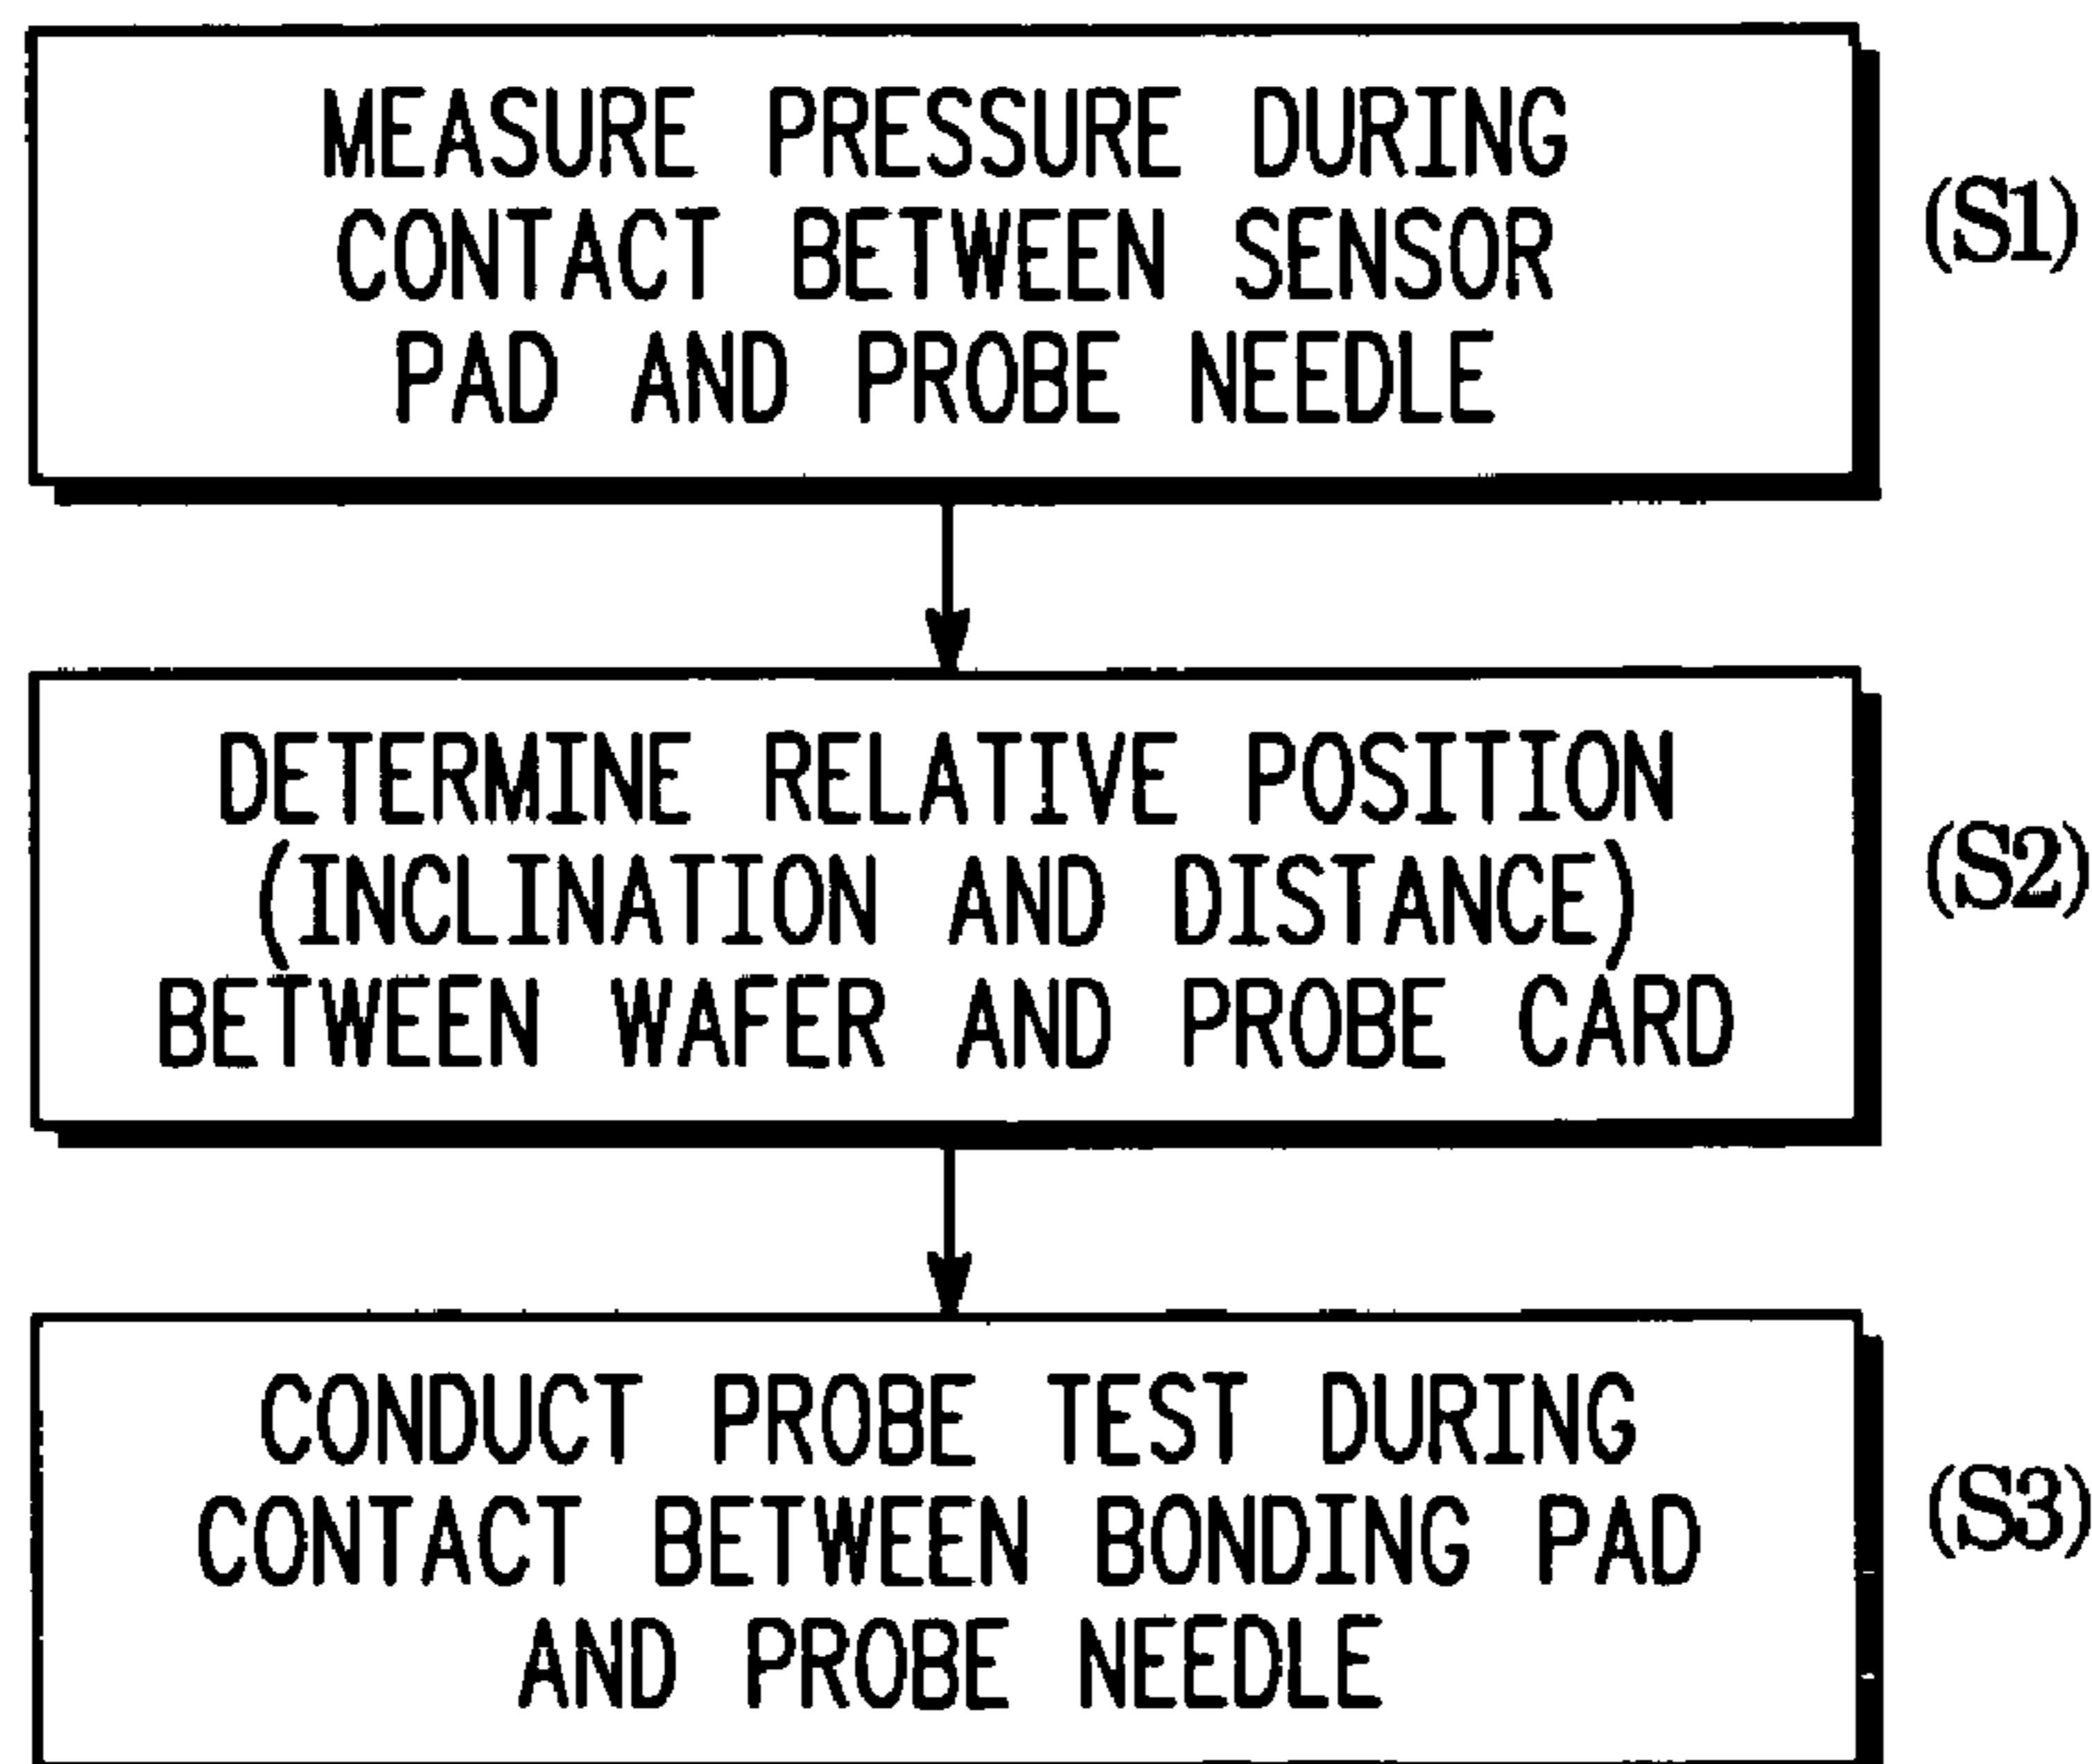 MEASURE PRESSURE DURING
CONTACT BETWEEN SENSOR
PAD AND PROBE NEEDLE
(S1)
DETERMINE RELATIVE POSITION
(INCLINATION AND DISTANCE)
BETWEEN WAFER AND PROBE CARD
(S2)
CONDUCT PROBE TEST DURING
CONTACT BETWEEN BONDING PAD
AND PROBE NEEDLE
(S3)